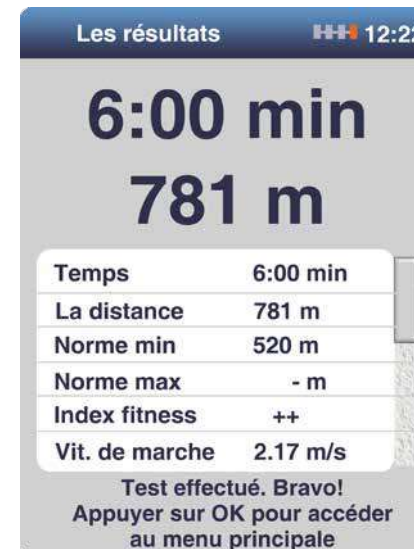 Les résultats 12:22
6:00 min
781 m
Temps 6:00 min
La distance 781 m
Norme min 520 m
Norme max - m
Index fitness ++
Vit. de marche 2.17 m/s
Test effectué. Bravo!
Appuyer sur OK pour accéder
au menu principale